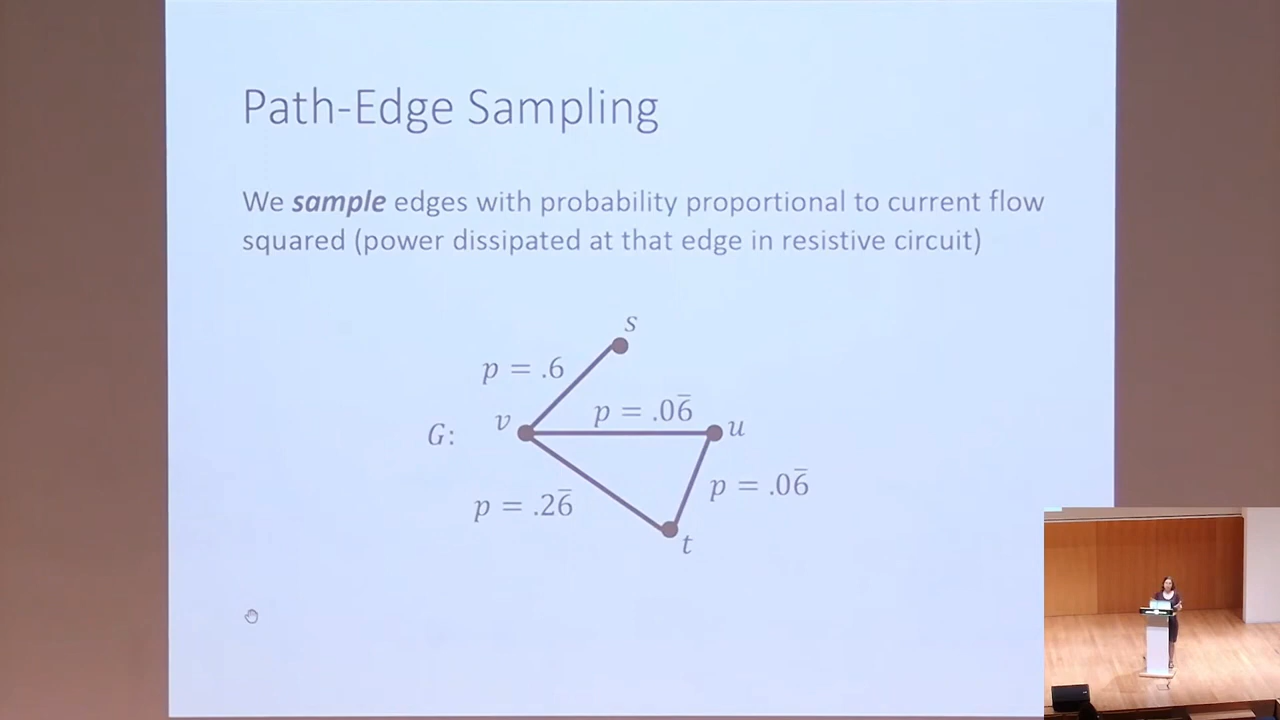 Path-Edge Sampling
We sample edges with probability proportional to current flow
squared (power dissipated at that edge in resistive circuit)
s
p = .6
p = .06̅
v
u
G:
p = .06̅
p = .26̅
t